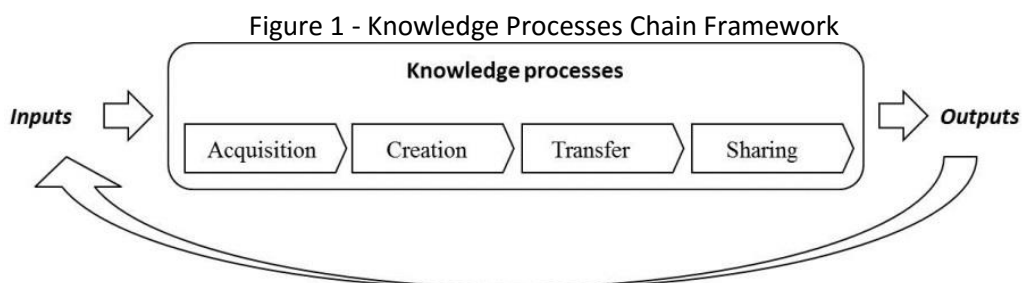 Figure 1 - Knowledge Processes Chain Framework
Knowledge processes
Inputs
Outputs
Acquisition
Creation
Transfer
Sharing